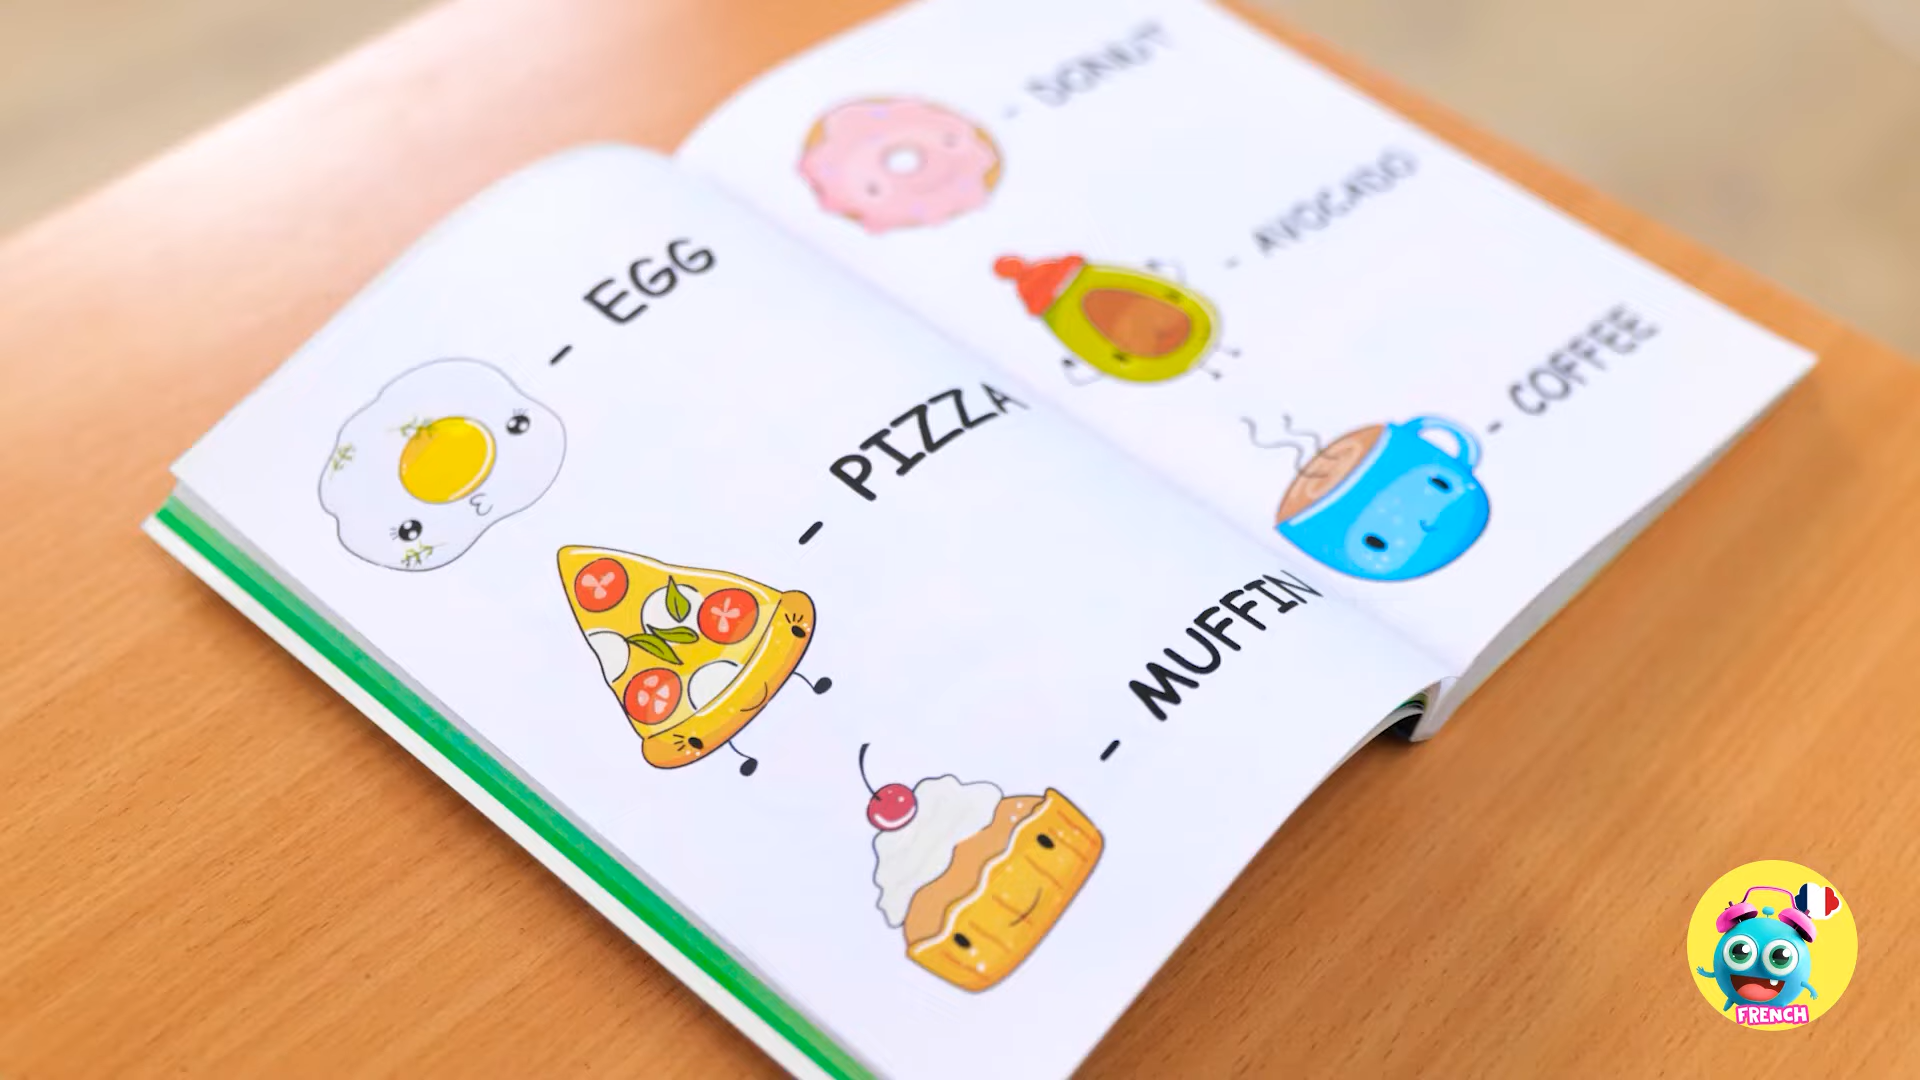 - EGG
- PIZZA
- MUFFIN
- DONUT
- AVOCADO
- COFFEE
FRENCH